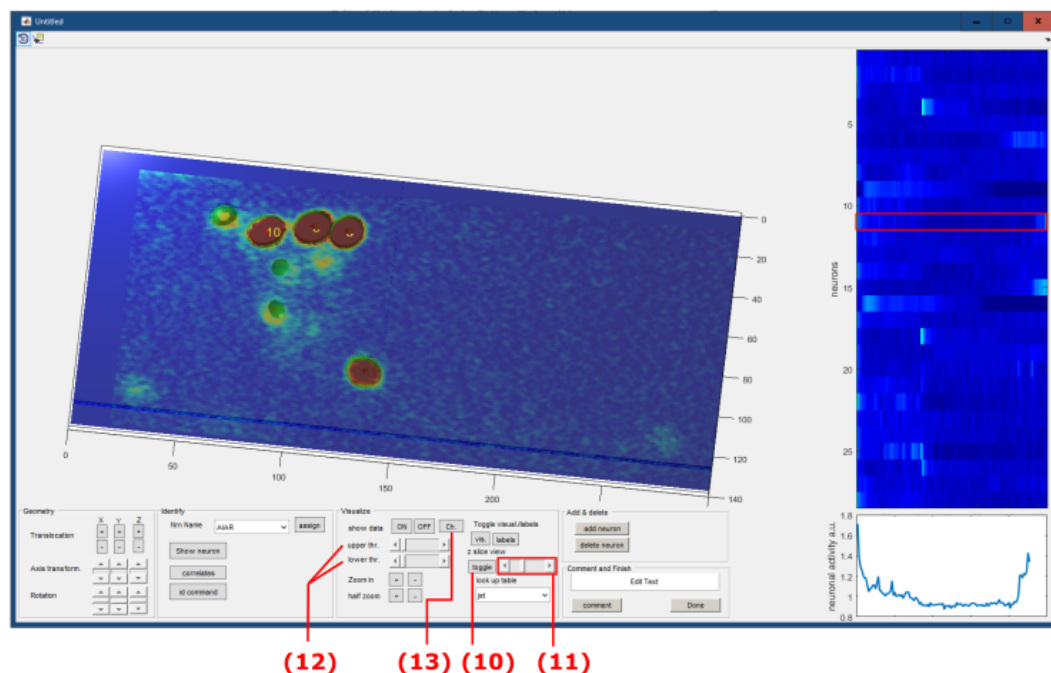 Untitled
5
10
15
20
25
neurons
10
0
20
40
60
80
100
120
140
0
50
100
150
200
1.8
1.6
1.4
1.2
1
0.8
neuronal activity a.u.
Geometry
X Y Z
Translocation
+ + +
- - -
Axis transform.
Rotation
Identify
Nrn Name AIAR assign
Show neuron
correlates
id command
Visualize
show data ON OFF Ch.
upper thr.
lower thr.
Zoom in + -
half zoom + -
Toggle visual./labels
vis. labels
z slice view
toggle
look up table
jet
Add & delete
add neuron
delete neuron
Comment and Finish
Edit Text
comment Done
(12) (13) (10) (11)